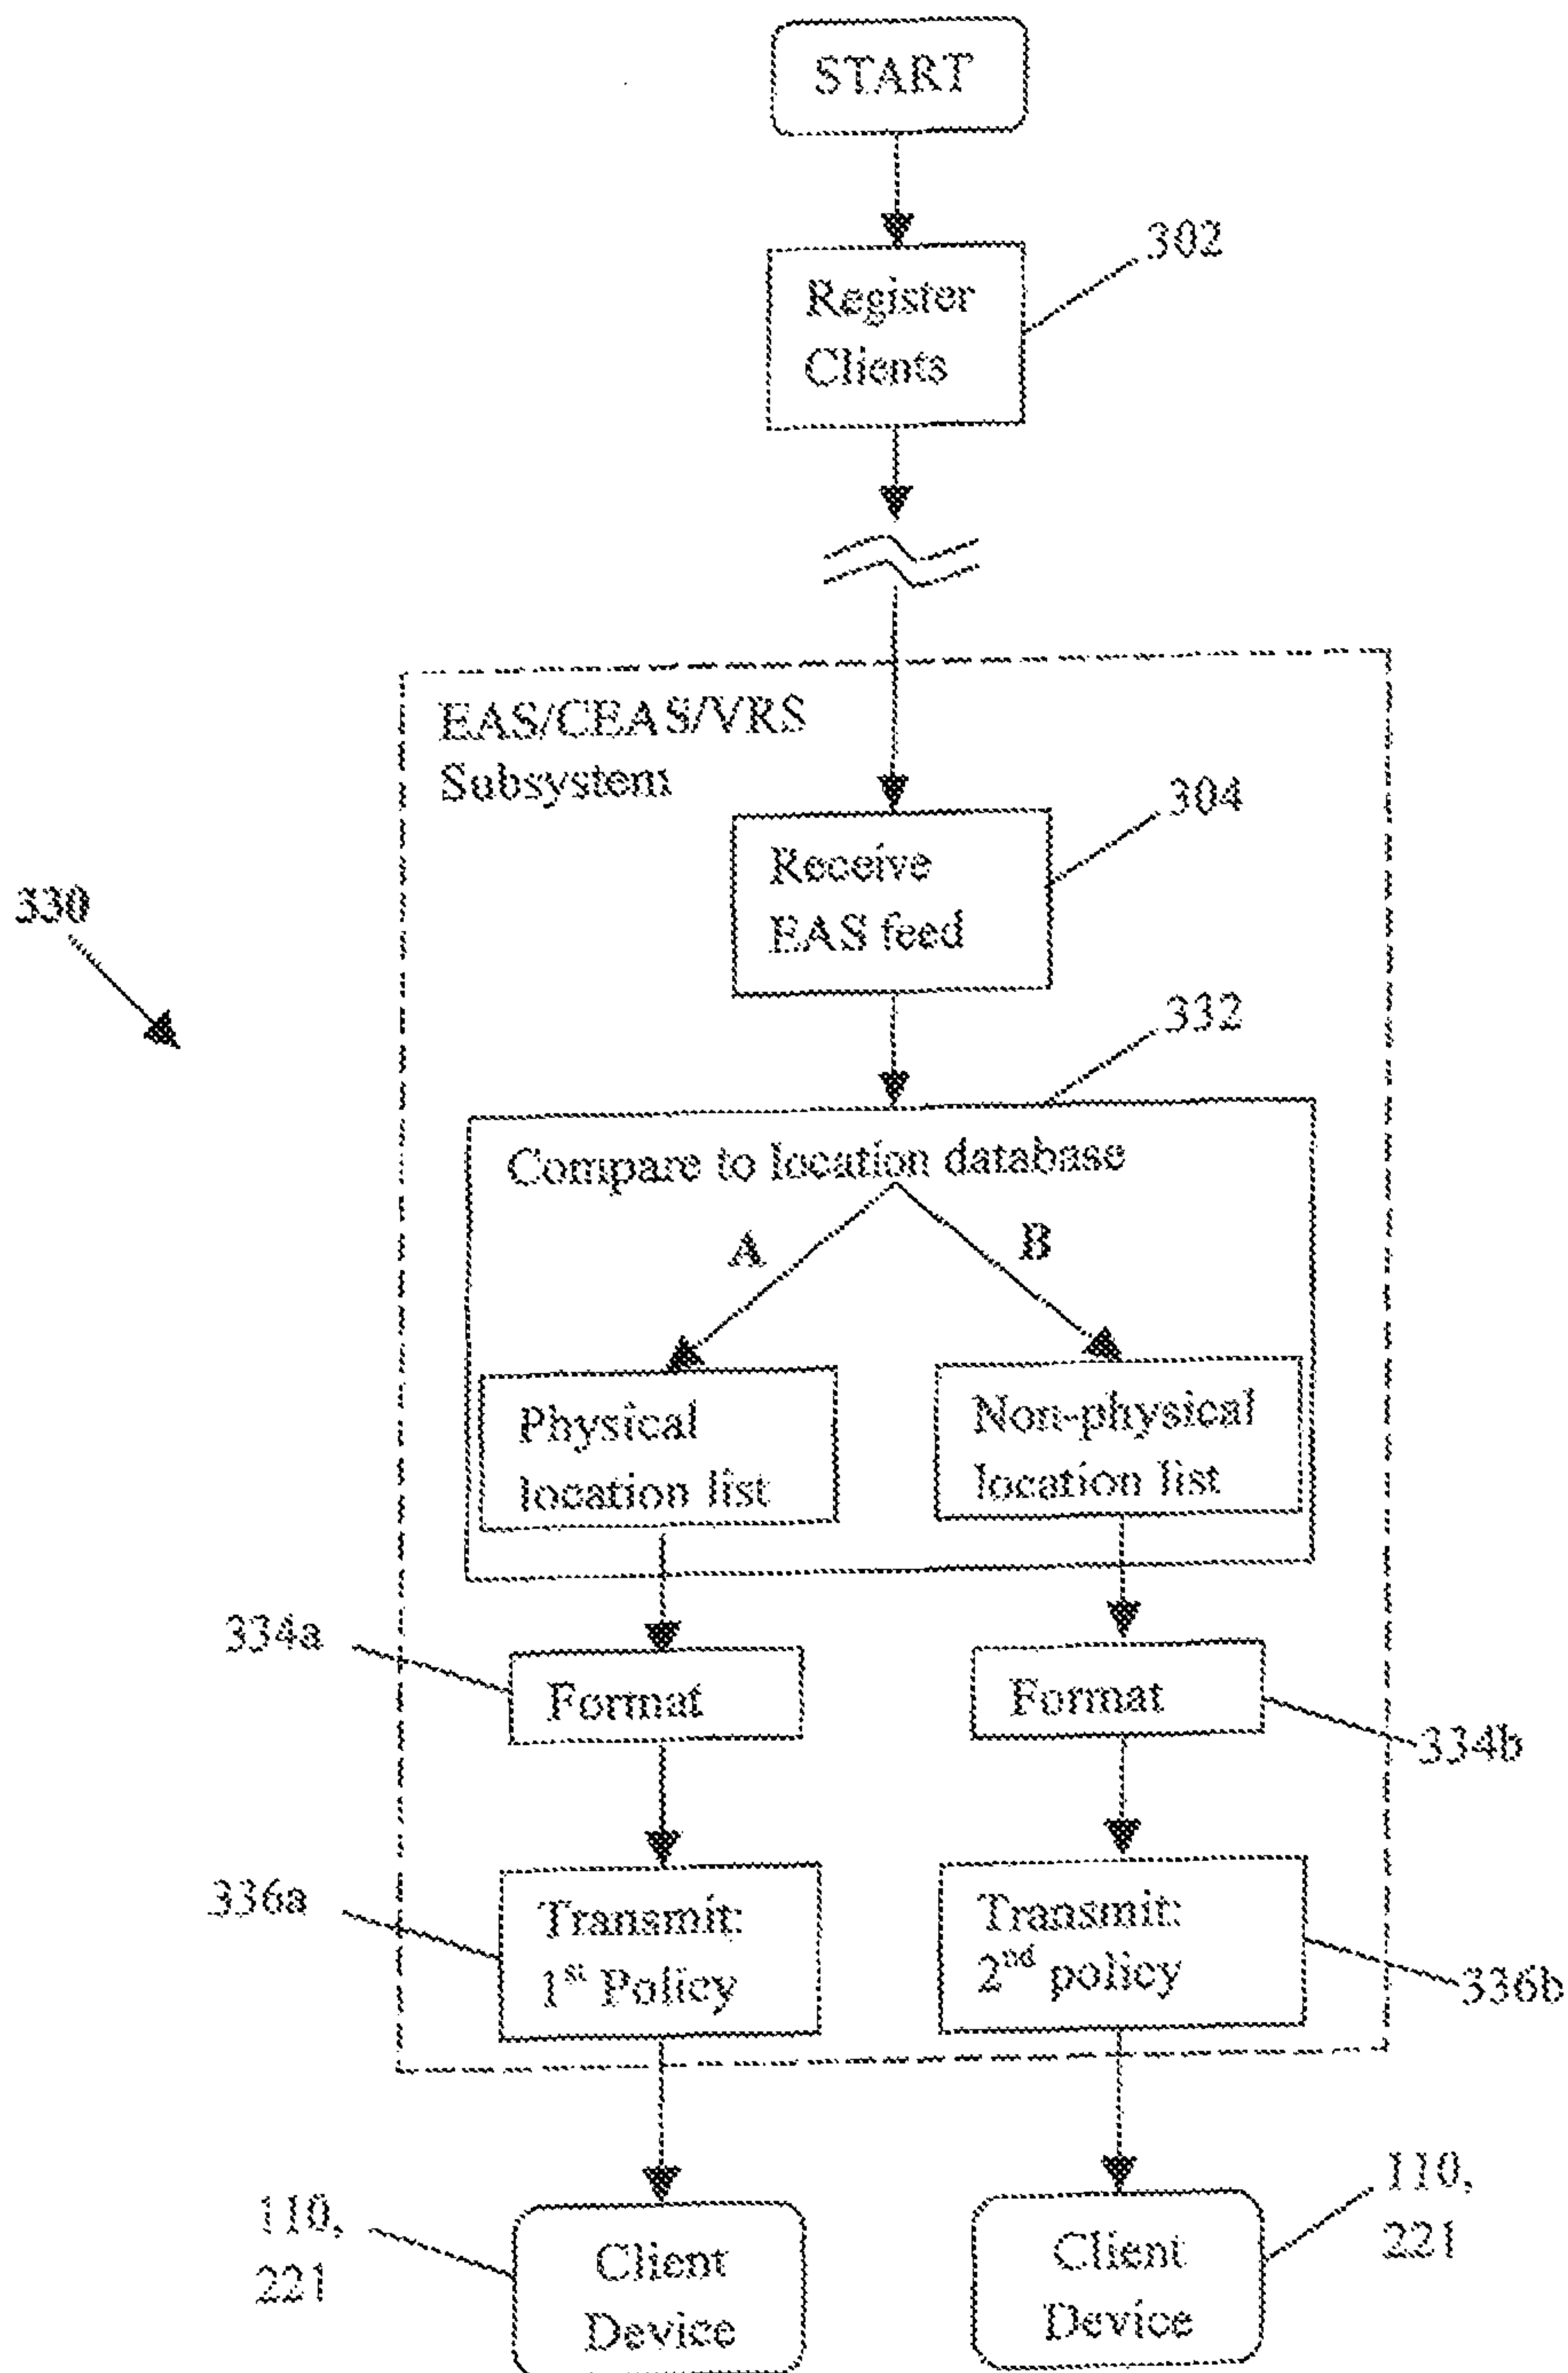 START
302
Register
Clients
EAS/CEAS/VRS
Subsystem
304
Receive
EAS feed
330
332
Compare to location database
A
B
Physical
location list
Non-physical
location list
334a
Format
Format
334b
336a
Transmit:
1st Policy
Transmit:
2nd policy
336b
110,
221
Client
Device
Client
Device
110,
221